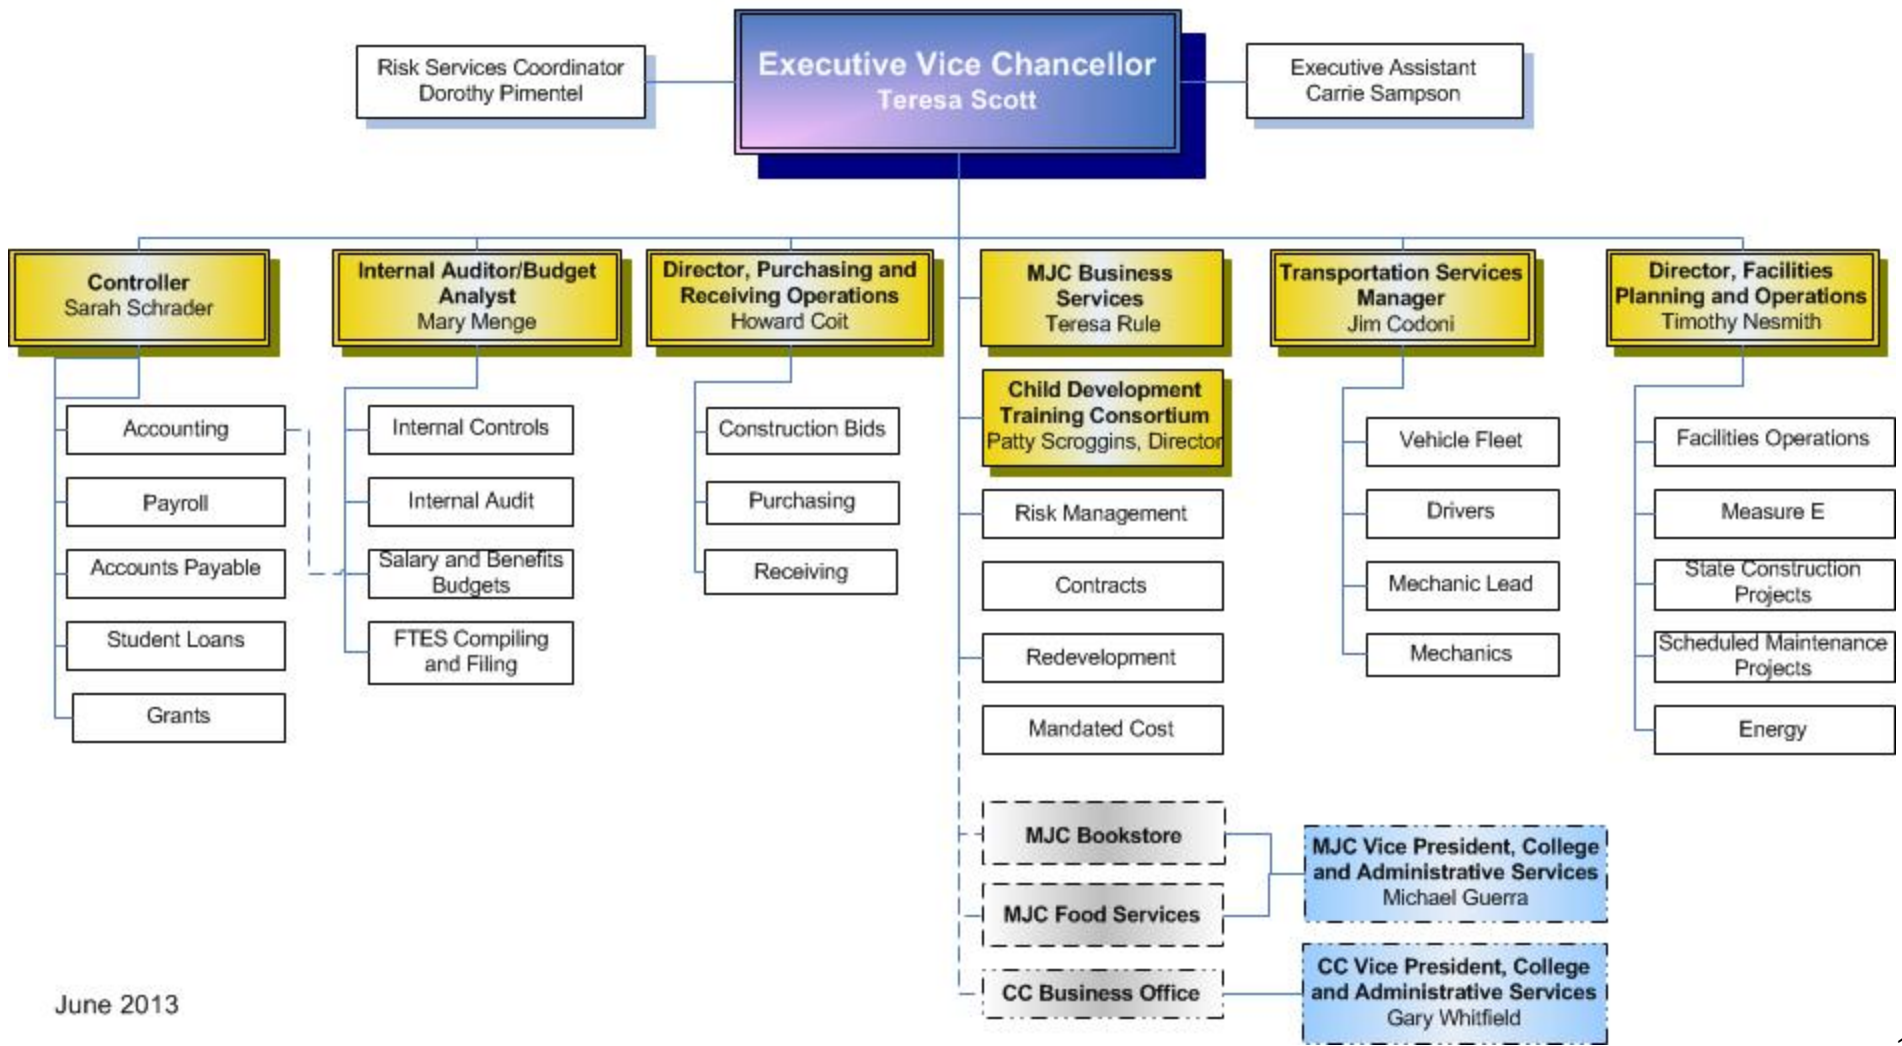 Risk Services Coordinator
Dorothy Pimentel
Executive Vice Chancellor
Teresa Scott
Executive Assistant
Carrie Sampson
Controller
Sarah Schrader
Internal Auditor/Budget
Analyst
Mary Menge
Director, Purchasing and
Receiving Operations
Howard Coit
MJC Business
Services
Teresa Rule
Transportation Services
Manager
Jim Codoni
Director, Facilities
Planning and Operations
Timothy Nesmith
Accounting
Payroll
Accounts Payable
Student Loans
Grants
Internal Controls
Internal Audit
Salary and Benefits
Budgets
FTES Compiling
and Filing
Construction Bids
Purchasing
Receiving
Child Development
Training Consortium
Patty Scroggins, Director
Risk Management
Contracts
Redevelopment
Mandated Cost
Vehicle Fleet
Drivers
Mechanic Lead
Mechanics
Facilities Operations
Measure E
State Construction
Projects
Scheduled Maintenance
Projects
Energy
MJC Bookstore
MJC Food Services
CC Business Office
MJC Vice President, College
and Administrative Services
Michael Guerra
CC Vice President, College
and Administrative Services
Gary Whitfield
June 2013